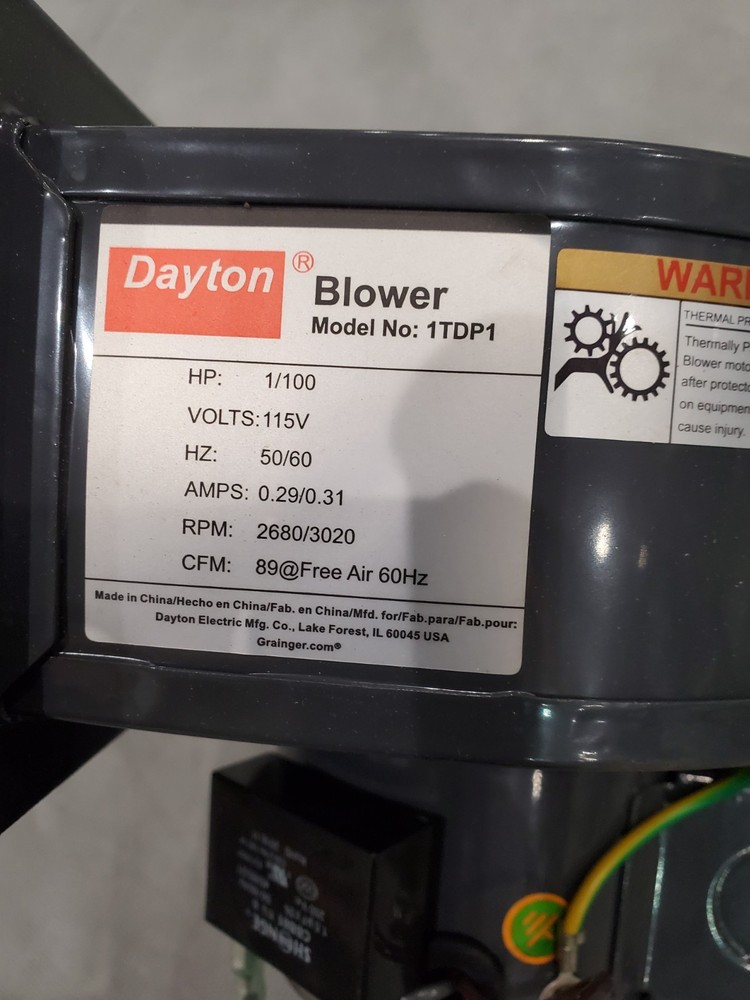 Dayton®
Blower
Model No: 1TDP1
HP: 1/100
VOLTS: 115V
HZ: 50/60
AMPS: 0.29/0.31
RPM: 2680/3020
CFM: 89@Free Air 60Hz
Made in China/Hecho en China/Fab. en China/Mfd. for/Fab.para/Fab.pour:
Dayton Electric Mfg. Co., Lake Forest, IL 60045 USA
Grainger.com®
WAR
THERMAL PR
Thermally P
Blower moto
after protecto
on equipmen
cause injury.